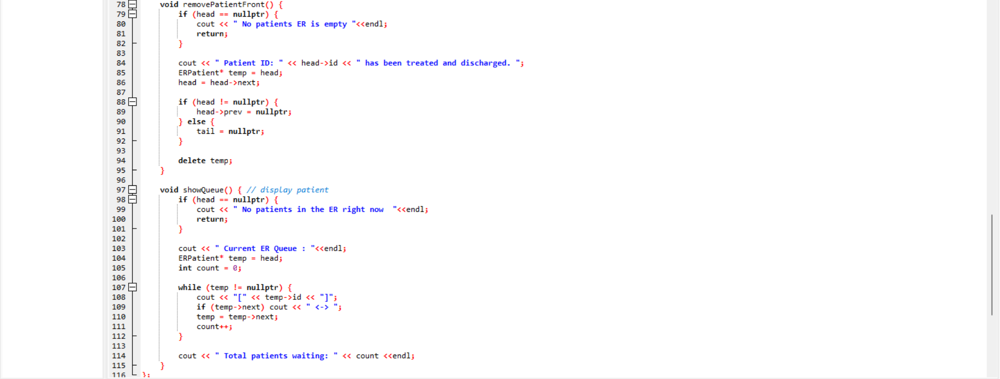 78 void removePatientFront() {
79 if (head == nullptr) {
80 cout << " No patients ER is empty "<<endl;
81 return;
82 }
83
84 cout << " Patient ID: " << head->id << " has been treated and discharged. ";
85 ERPatient* temp = head;
86 head = head->next;
87
88 if (head != nullptr) {
89 head->prev = nullptr;
90 } else {
91 tail = nullptr;
92 }
93
94 delete temp;
95 }
96
97 void showQueue() { // display patient
98 if (head == nullptr) {
99 cout << " No patients in the ER right now  "<<endl;
100 return;
101 }
102
103 cout << " Current ER Queue : "<<endl;
104 ERPatient* temp = head;
105 int count = 0;
106
107 while (temp != nullptr) {
108 cout << "[" << temp->id << "]";
109 if (temp->next) cout << " <-> ";
110 temp = temp->next;
111 count++;
112 }
113
114 cout << " Total patients waiting: " << count <<endl;
115 }
116 };